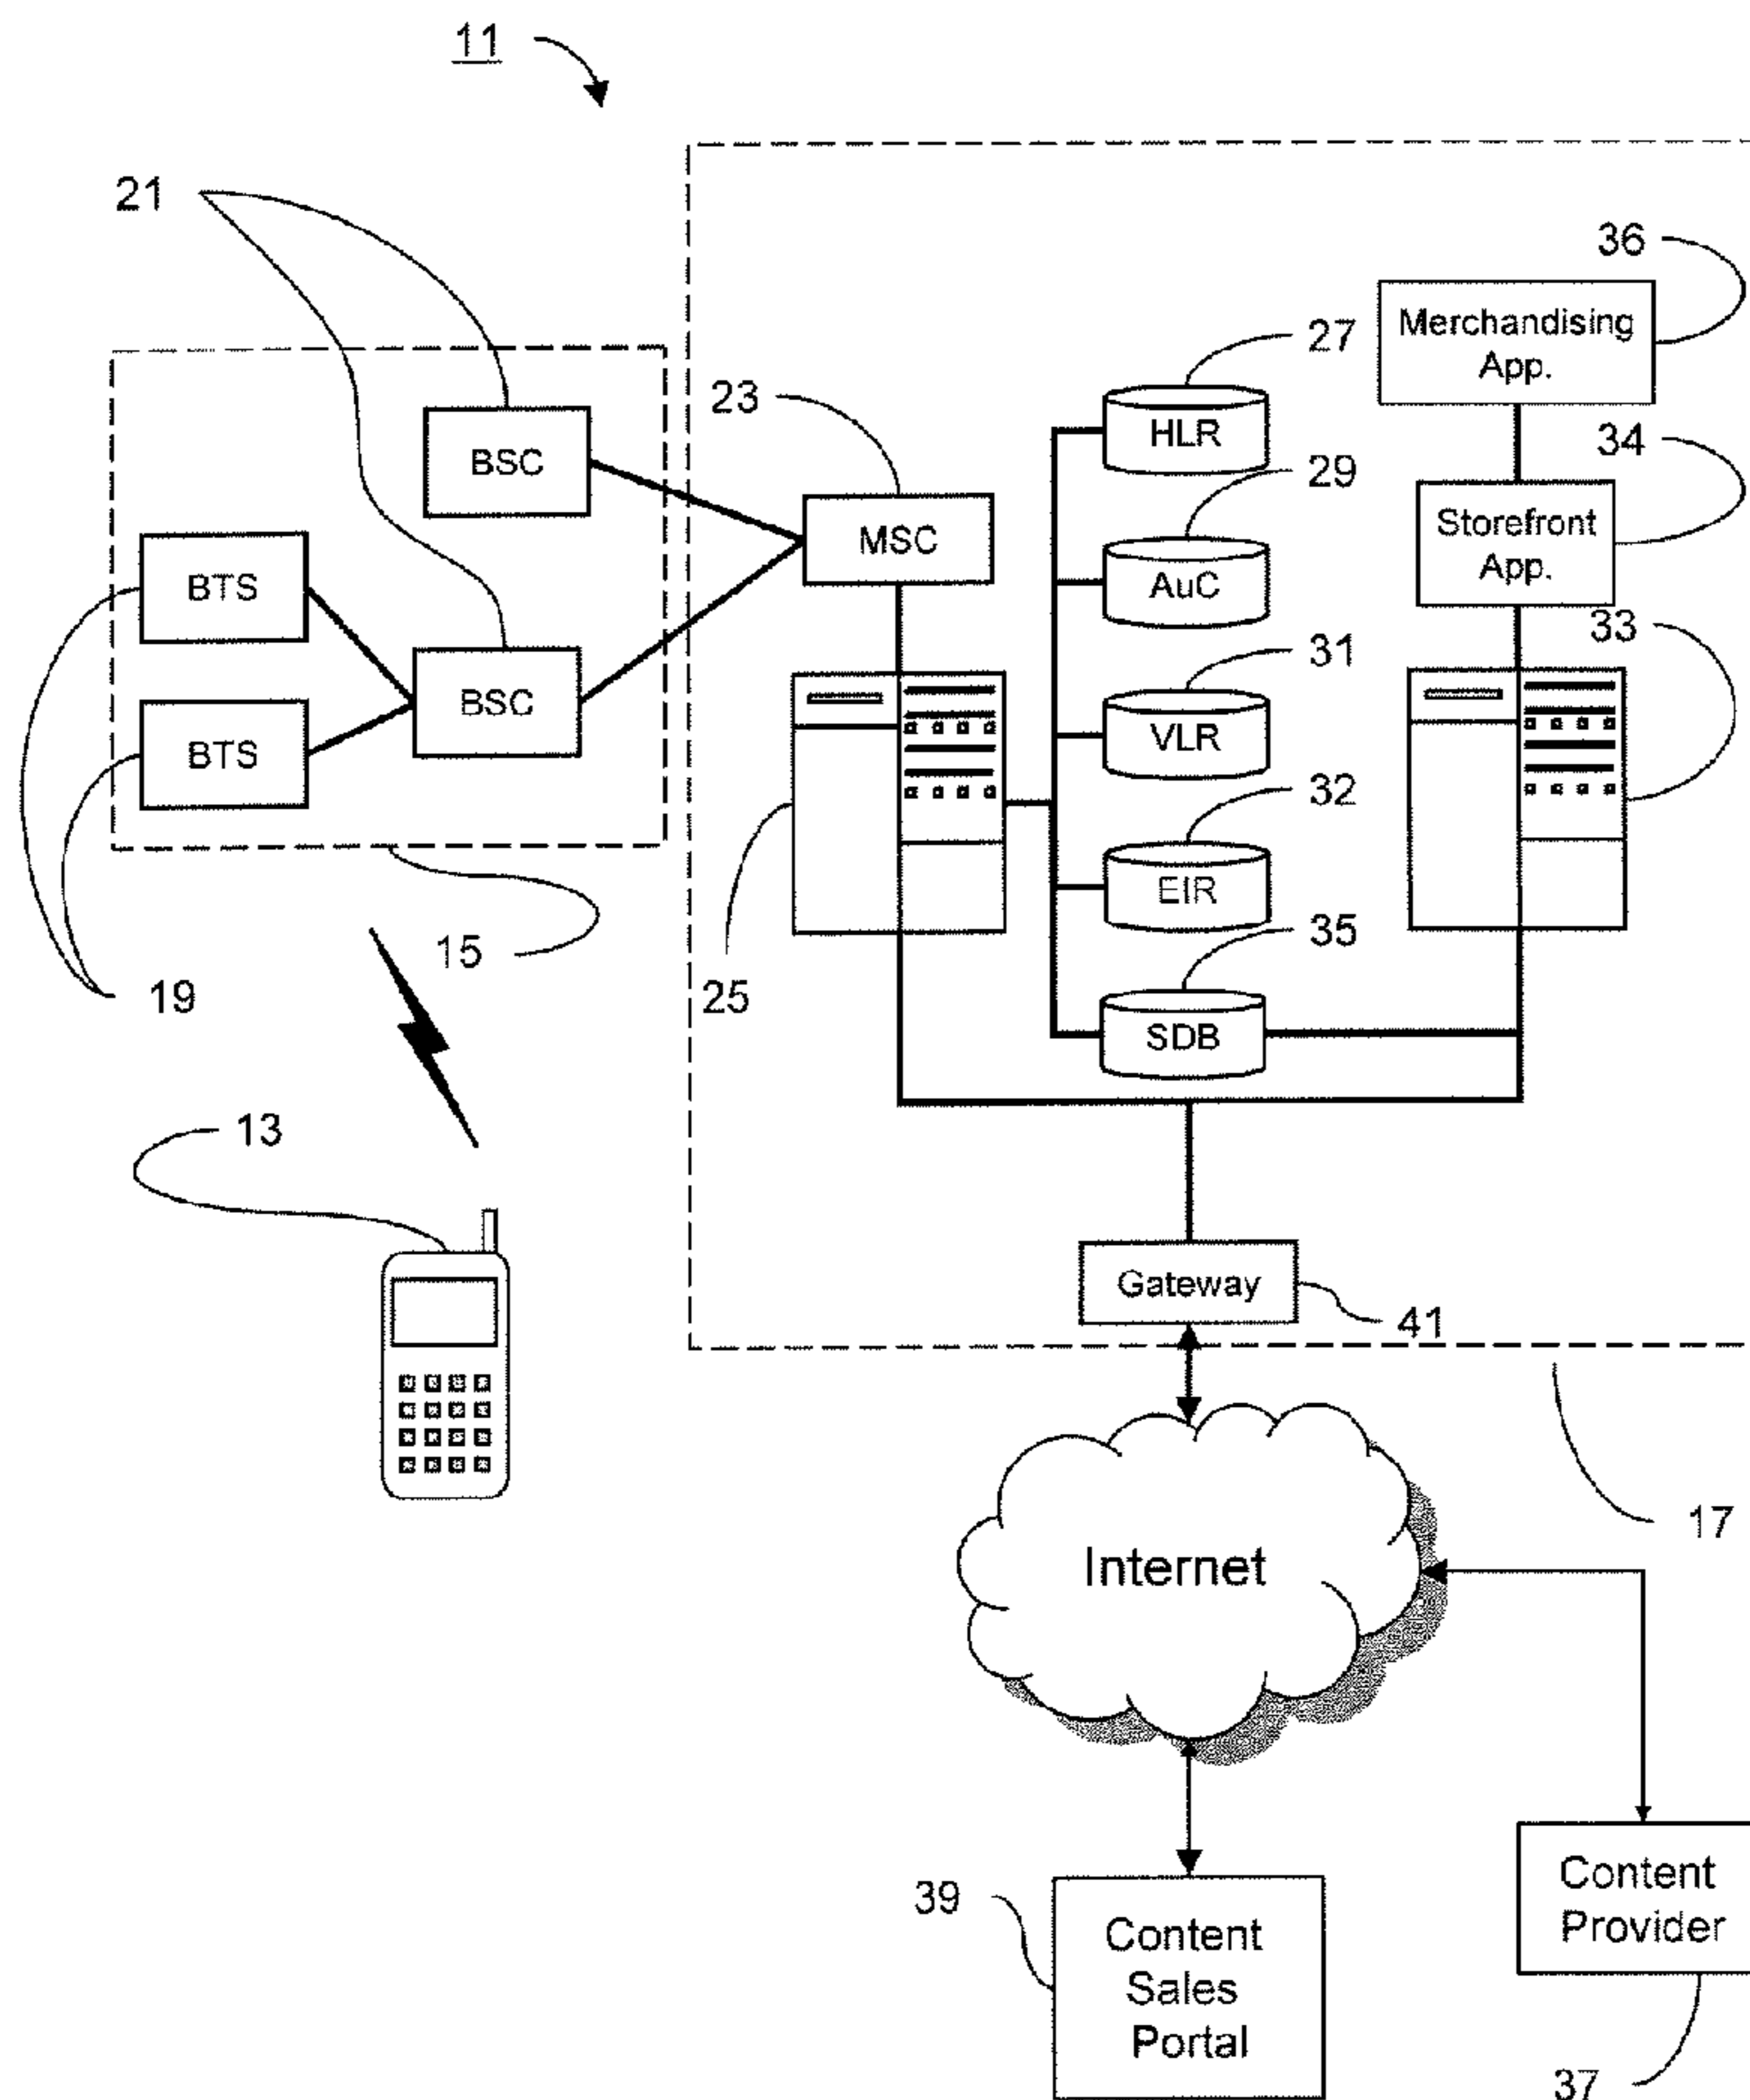 11
21
36
Merchandising
App.
27
23
HLR
34
BSC
29
Storefront
App.
MSC
BTS
AuC
33
31
BSC
VLR
BTS
32
EIR
15
35
19
25
SDB
13
Gateway
41
17
Internet
Content
Provider
39
Content
Sales
Portal
37